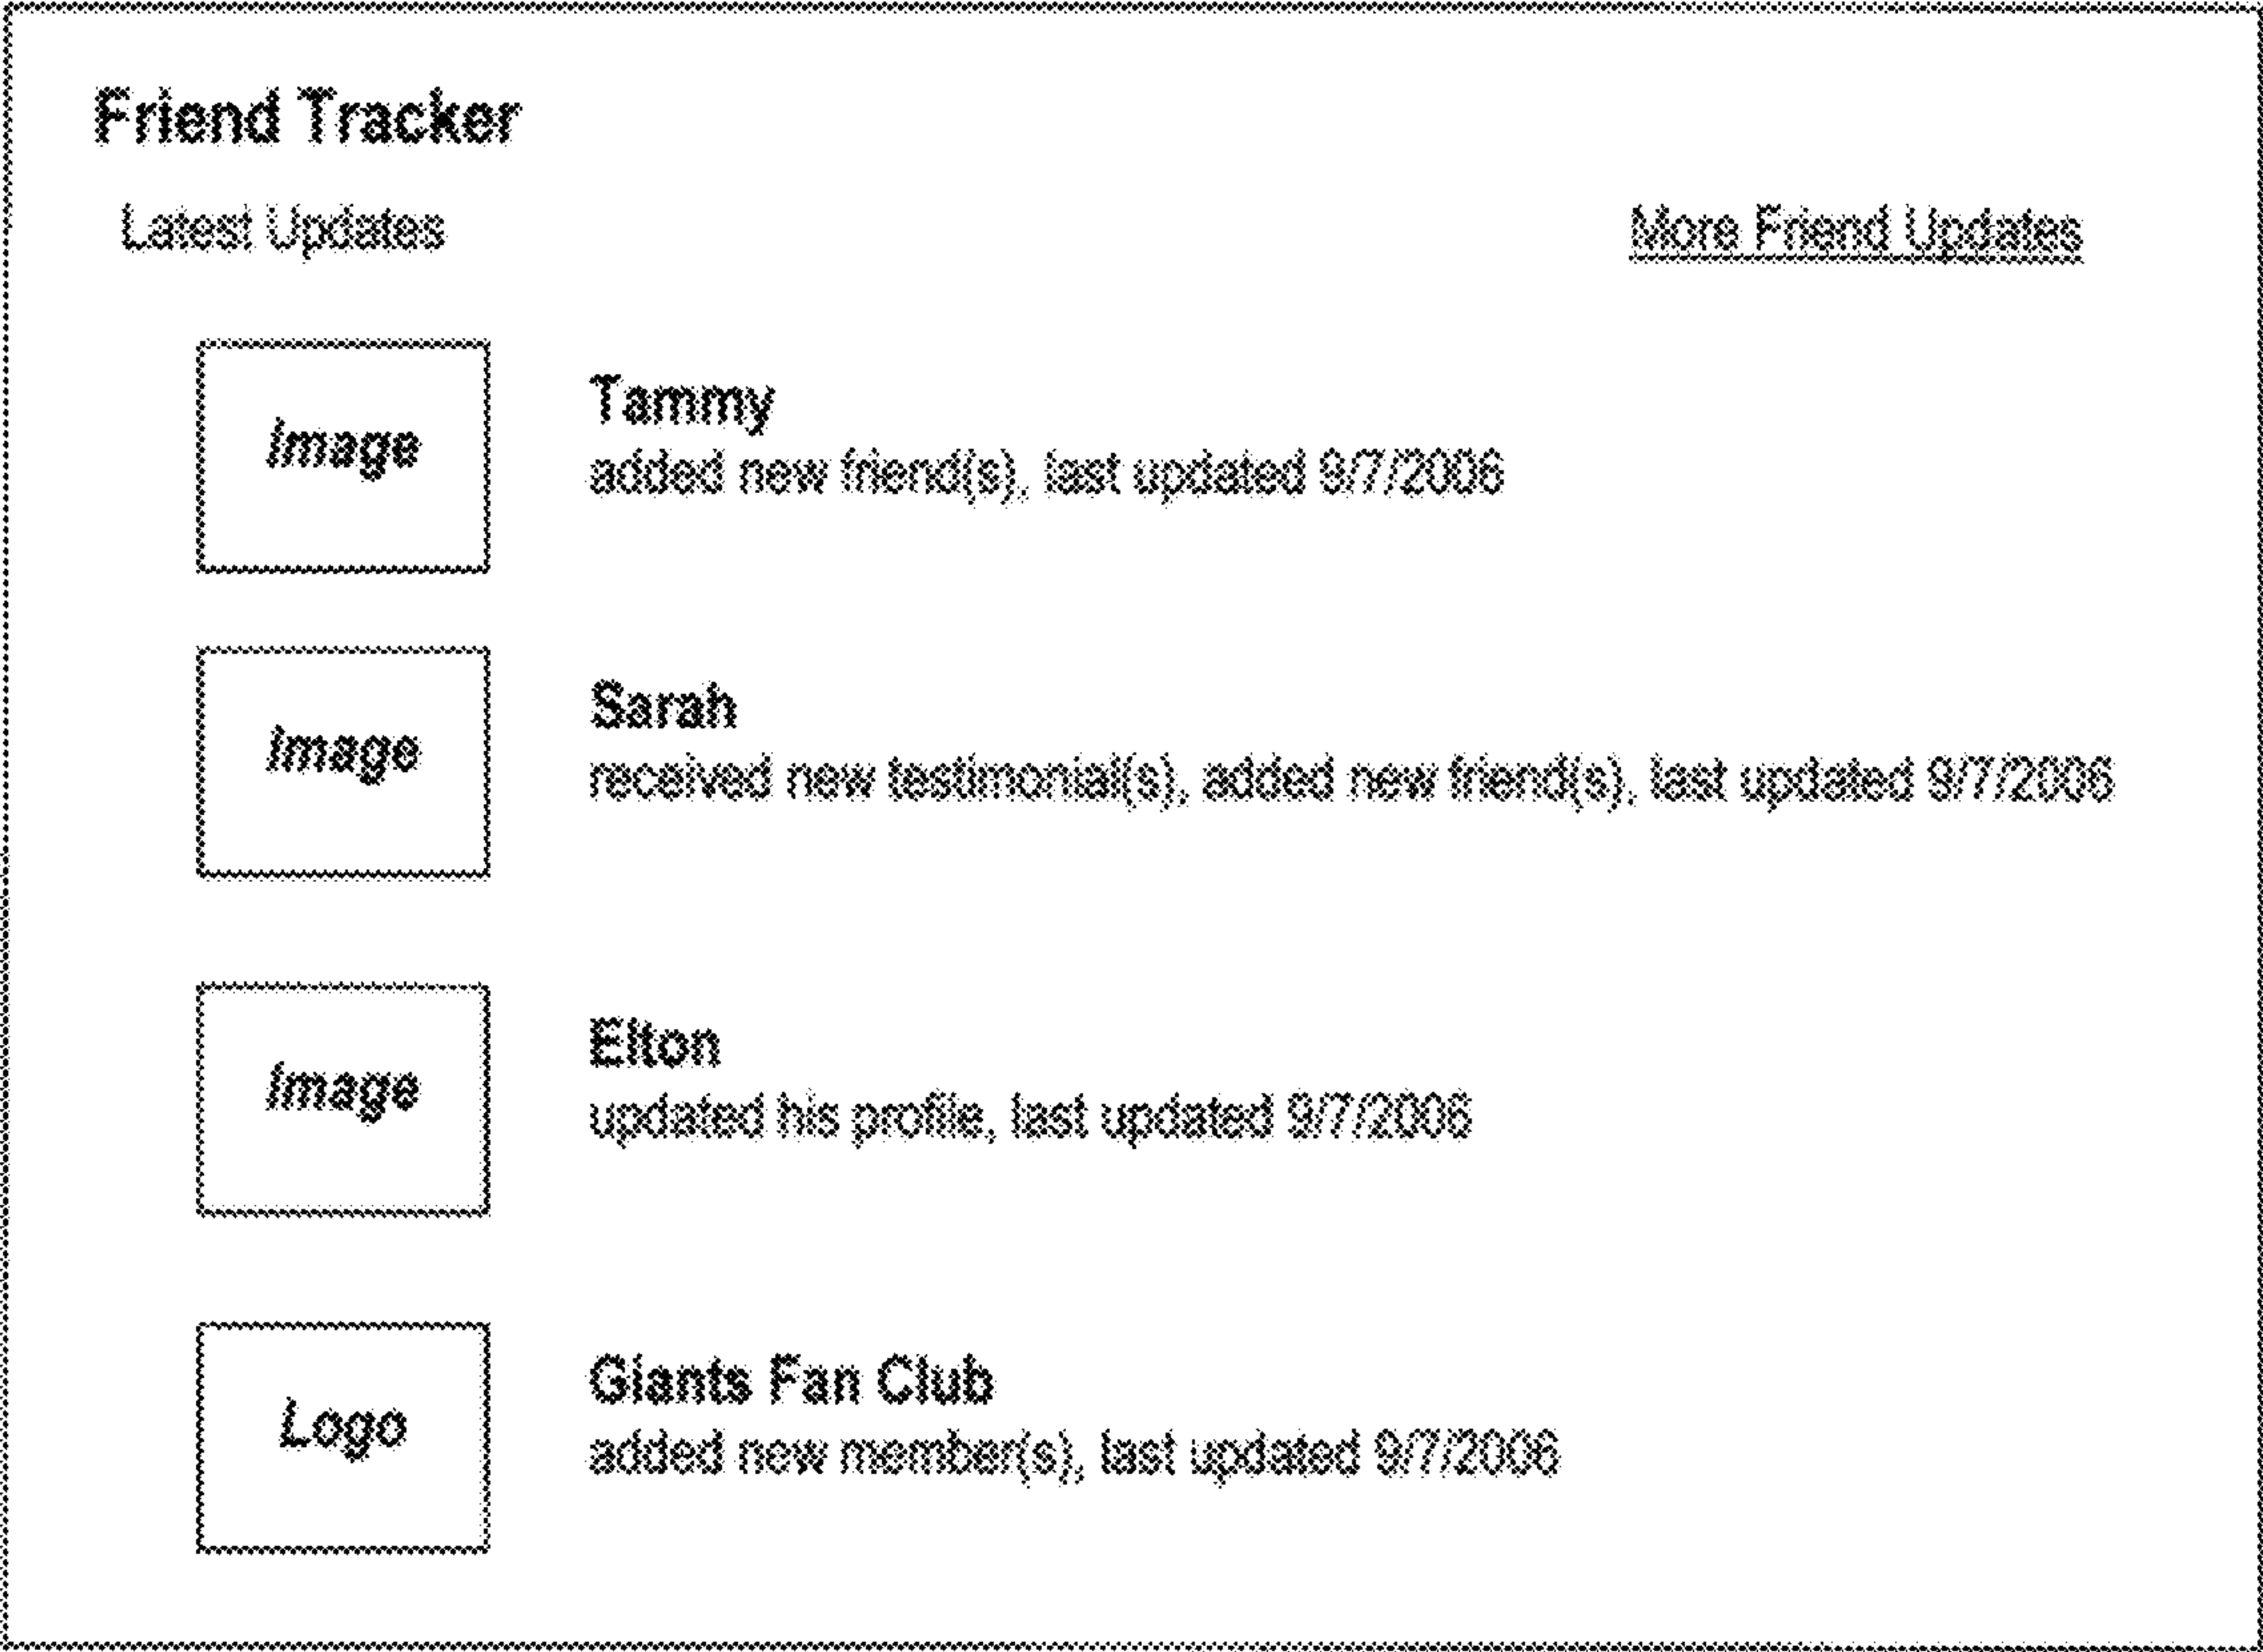 Friend Tracker
Latest Updates
More Friend Updates
Image
Tammy
added new friend(s), last updated 9/7/2006
Image
Sarah
received new testimonial(s), added new friend(s), last updated 9/7/2006
Image
Elton
updated his profile, last updated 9/7/2006
Logo
Giants Fan Club
added new member(s), last updated 9/7/2006